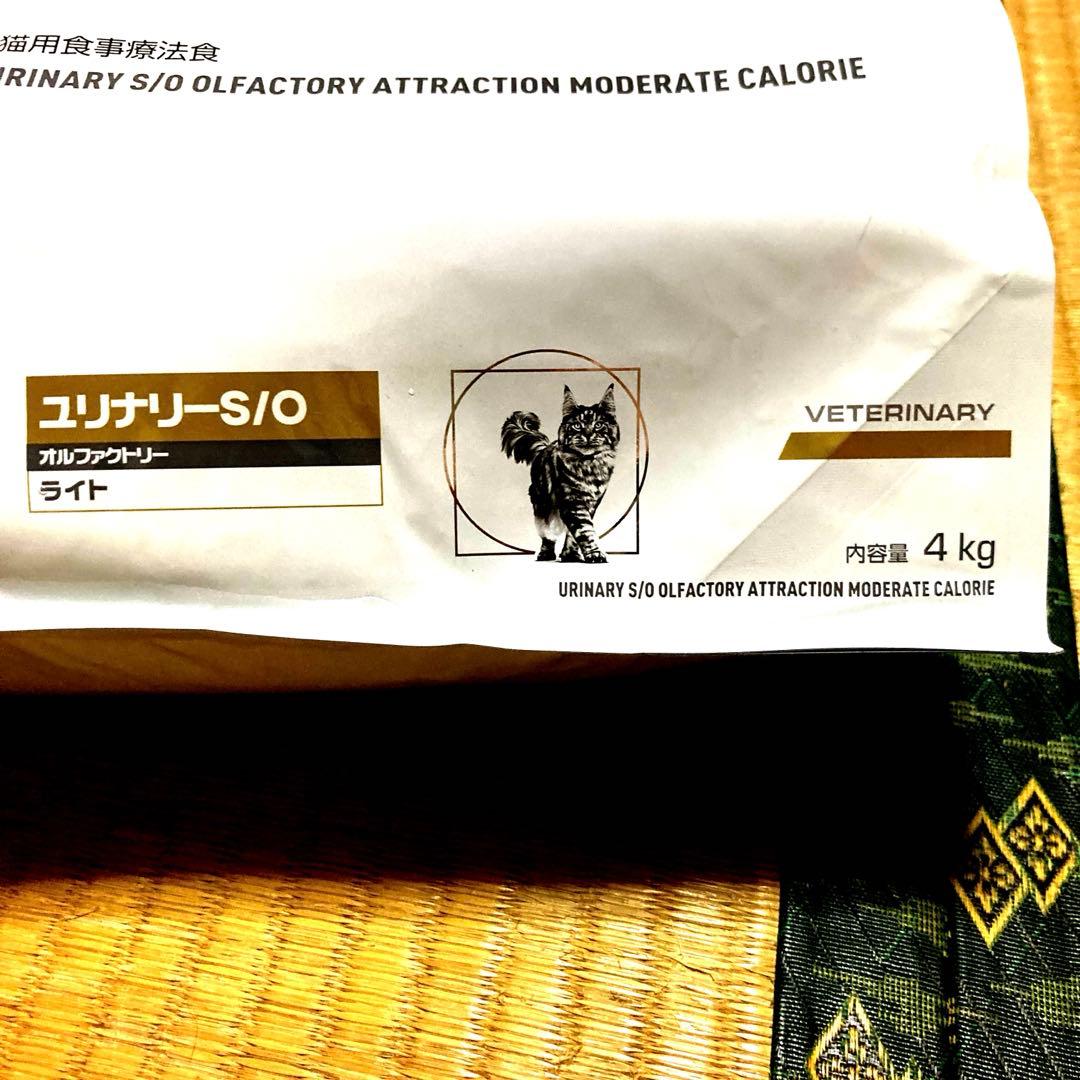 猫用食事療法食
URINARY S/O OLFACTORY ATTRACTION MODERATE CALORIE
ユリナリーS/O
オルファクトリー
ライト
VETERINARY
内容量 4 kg
URINARY S/O OLFACTORY ATTRACTION MODERATE CALORIE